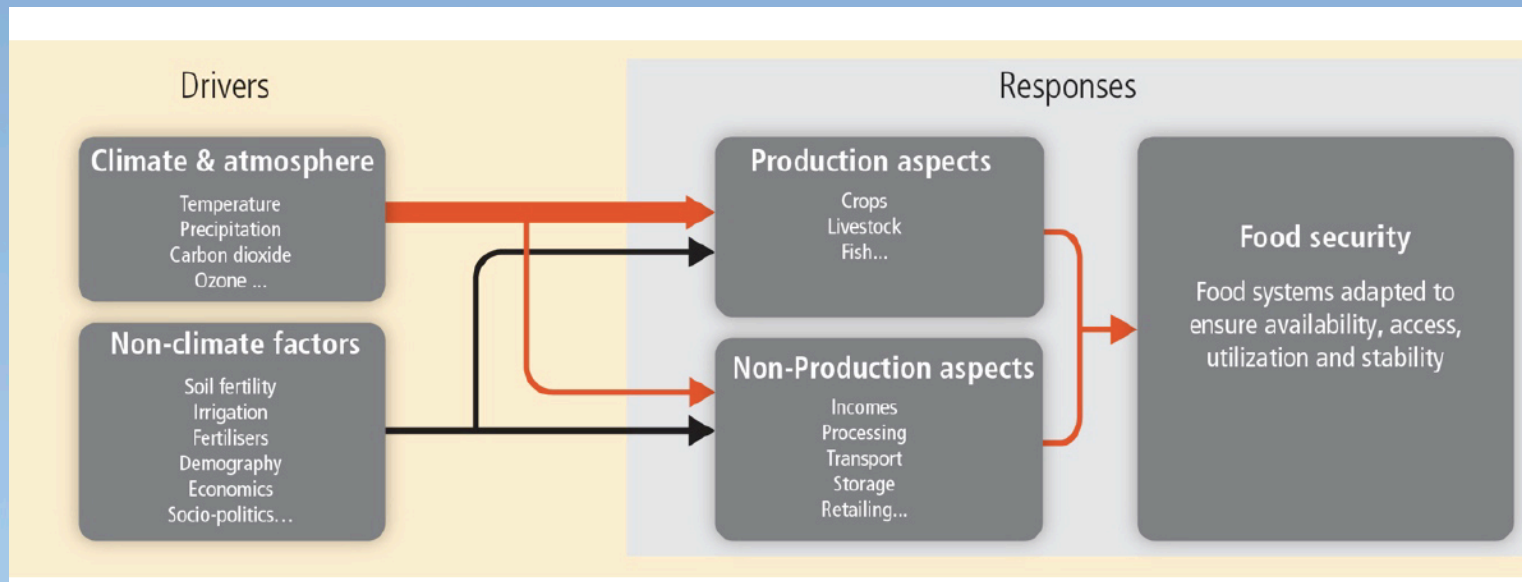 Drivers
Responses
Climate & atmosphere
Temperature
Precipitation
Carbon dioxide
Ozone ...
Non-climate factors
Soil fertility
Irrigation
Fertilisers
Demography
Economics
Socio-politics...
Production aspects
Crops
Livestock
Fish...
Non-Production aspects
Incomes
Processing
Transport
Storage
Retailing...
Food security
Food systems adapted to
ensure availability, access,
utilization and stability